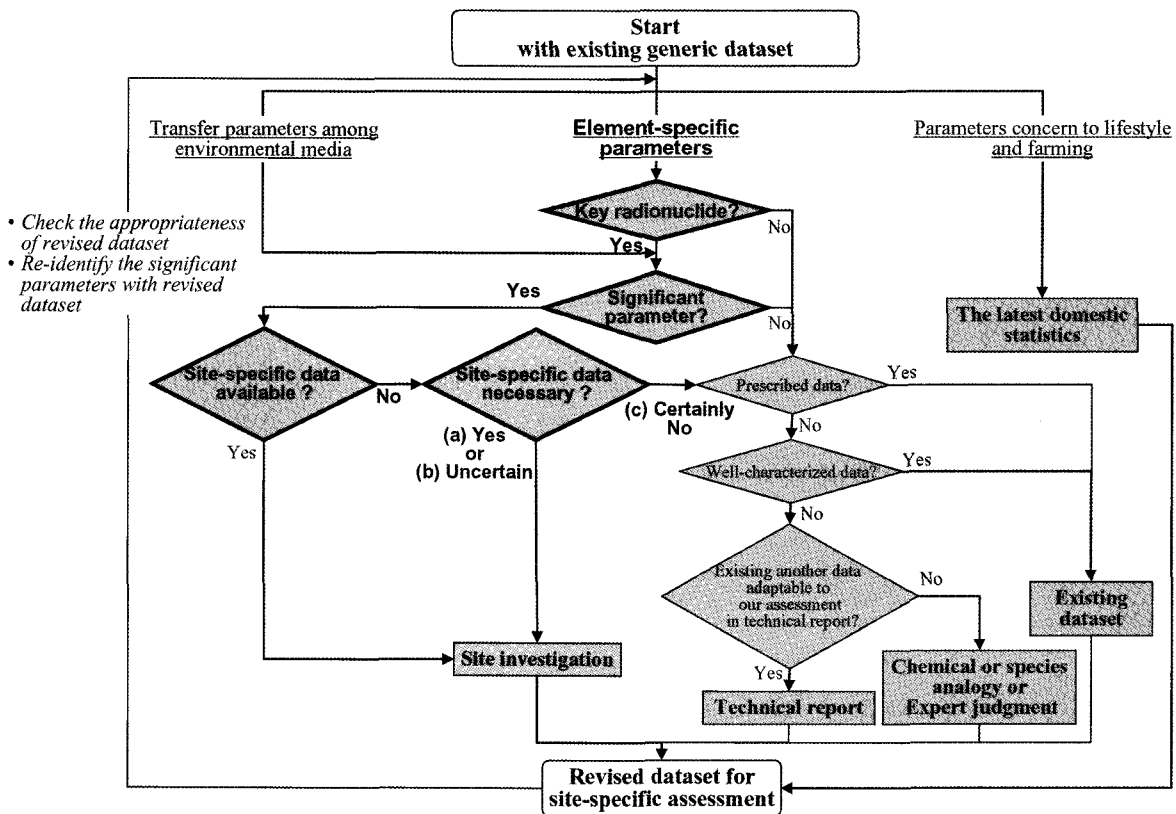 Start
with existing generic dataset
Transfer parameters among
environmental media
Element-specific
parameters
Parameters concern to lifestyle
and farming
Key radionuclide?
No
Yes
• Check the appropriateness
of revised dataset
• Re-identify the significant
parameters with revised
dataset
Yes
Significant
parameter?
No
The latest domestic
statistics
Site-specific data
available ?
No
Site-specific data
necessary ?
(c) Certainly
No
Prescribed data?
Yes
No
Yes
(a) Yes
or
(b) Uncertain
Well-characterized data?
Yes
No
Existing another data
adaptable to
our assessment
in technical report?
No
Yes
Existing
dataset
Site investigation
Technical report
Chemical or species
analogy or
Expert judgment
Revised dataset for
site-specific assessment